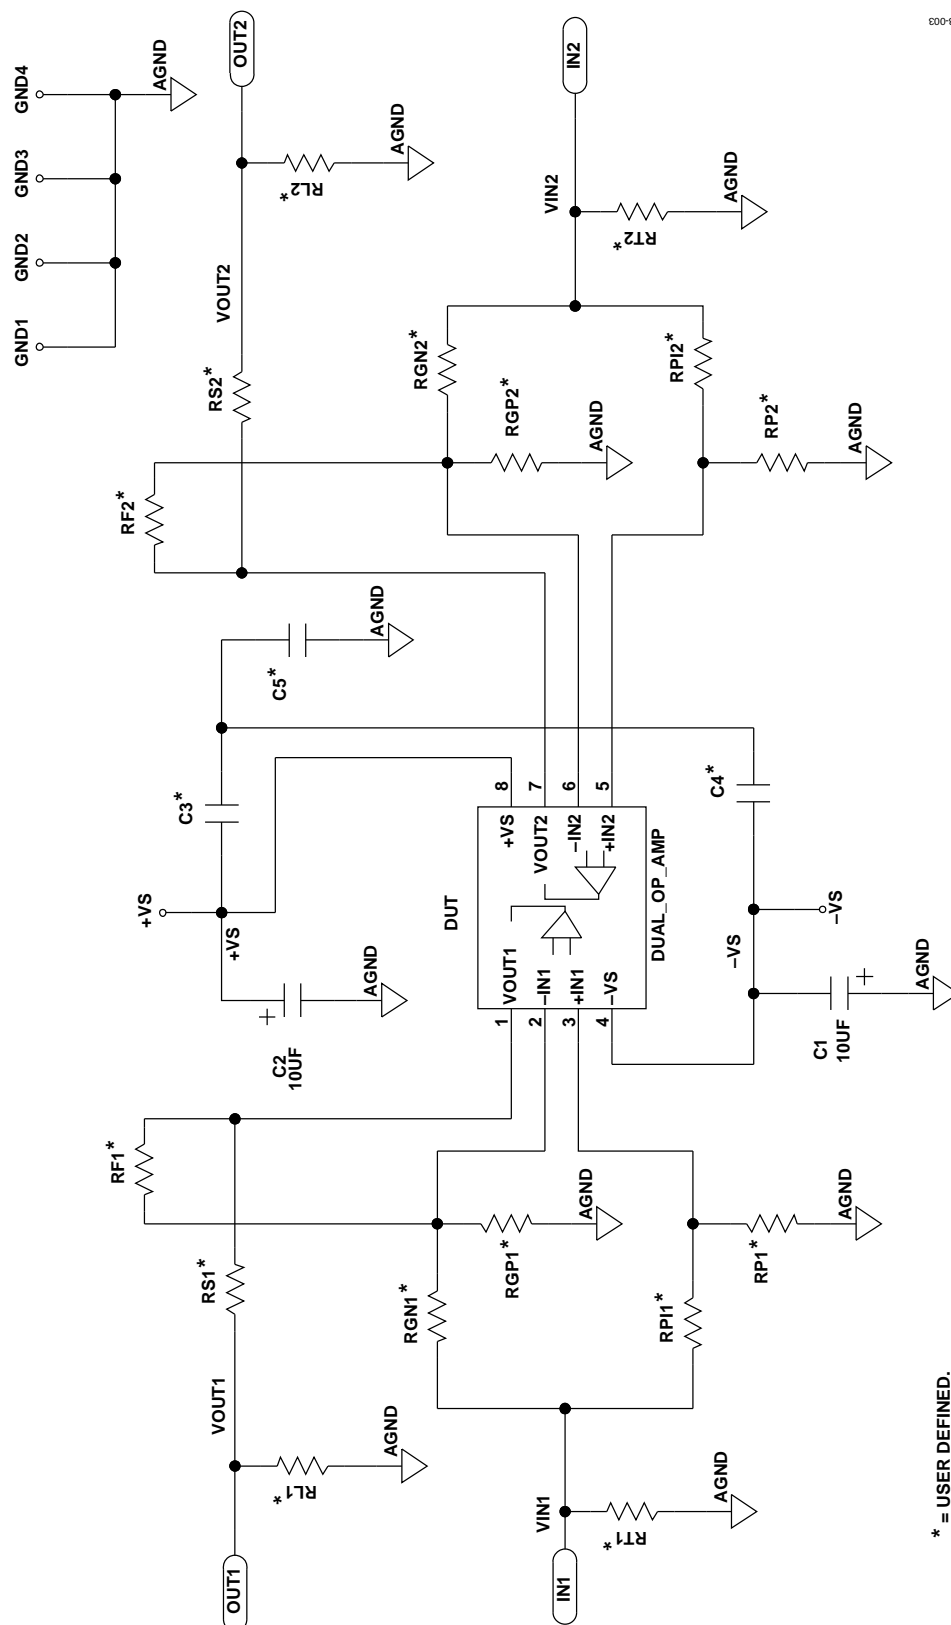 GND1
GND2
GND3
GND4
AGND
OUT2
RL2*
AGND
VOUT2
RS2*
IN2
VIN2
RT2*
AGND
RGN2*
RGP2*
AGND
RPI2*
RP2*
AGND
RF2*
C5*
AGND
C3*
+VS
+VS
C2
10UF
AGND
DUT
8
7
6
5
+VS
VOUT2
–IN2
+IN2
VOUT1
–IN1
+IN1
–VS
1
2
3
4
DUAL_OP_AMP
C4*
–VS
–VS
C1
10UF
AGND
RF1*
RS1*
VOUT1
RL1*
AGND
OUT1
RGN1*
RGP1*
AGND
RPI1*
RP1*
AGND
VIN1
RT1*
AGND
IN1
* = USER DEFINED.